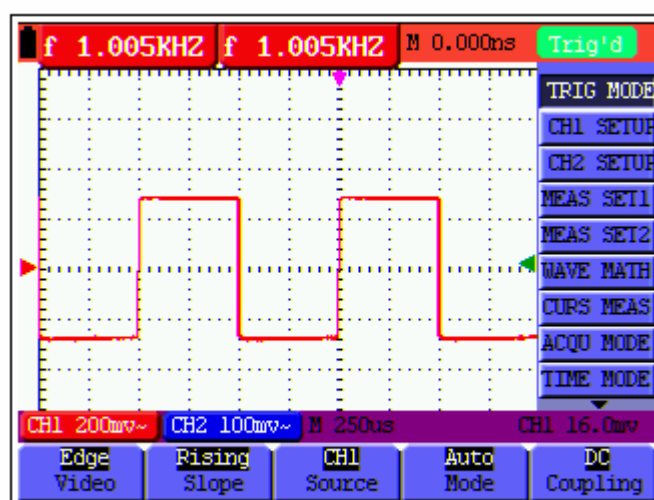 f 1.005KHZ f 1.005KHZ M 0.000ns Trig'd
TRIG MODE
CH1 SETUP
CH2 SETUP
MEAS SET1
MEAS SET2
WAVE MATH
CURS MEAS
ACQU MODE
TIME MODE
CH1 200mv~ CH2 100mv~ M 250us CH1 16.0mv
Edge Rising CH1 Auto DC
Video Slope Source Mode Coupling